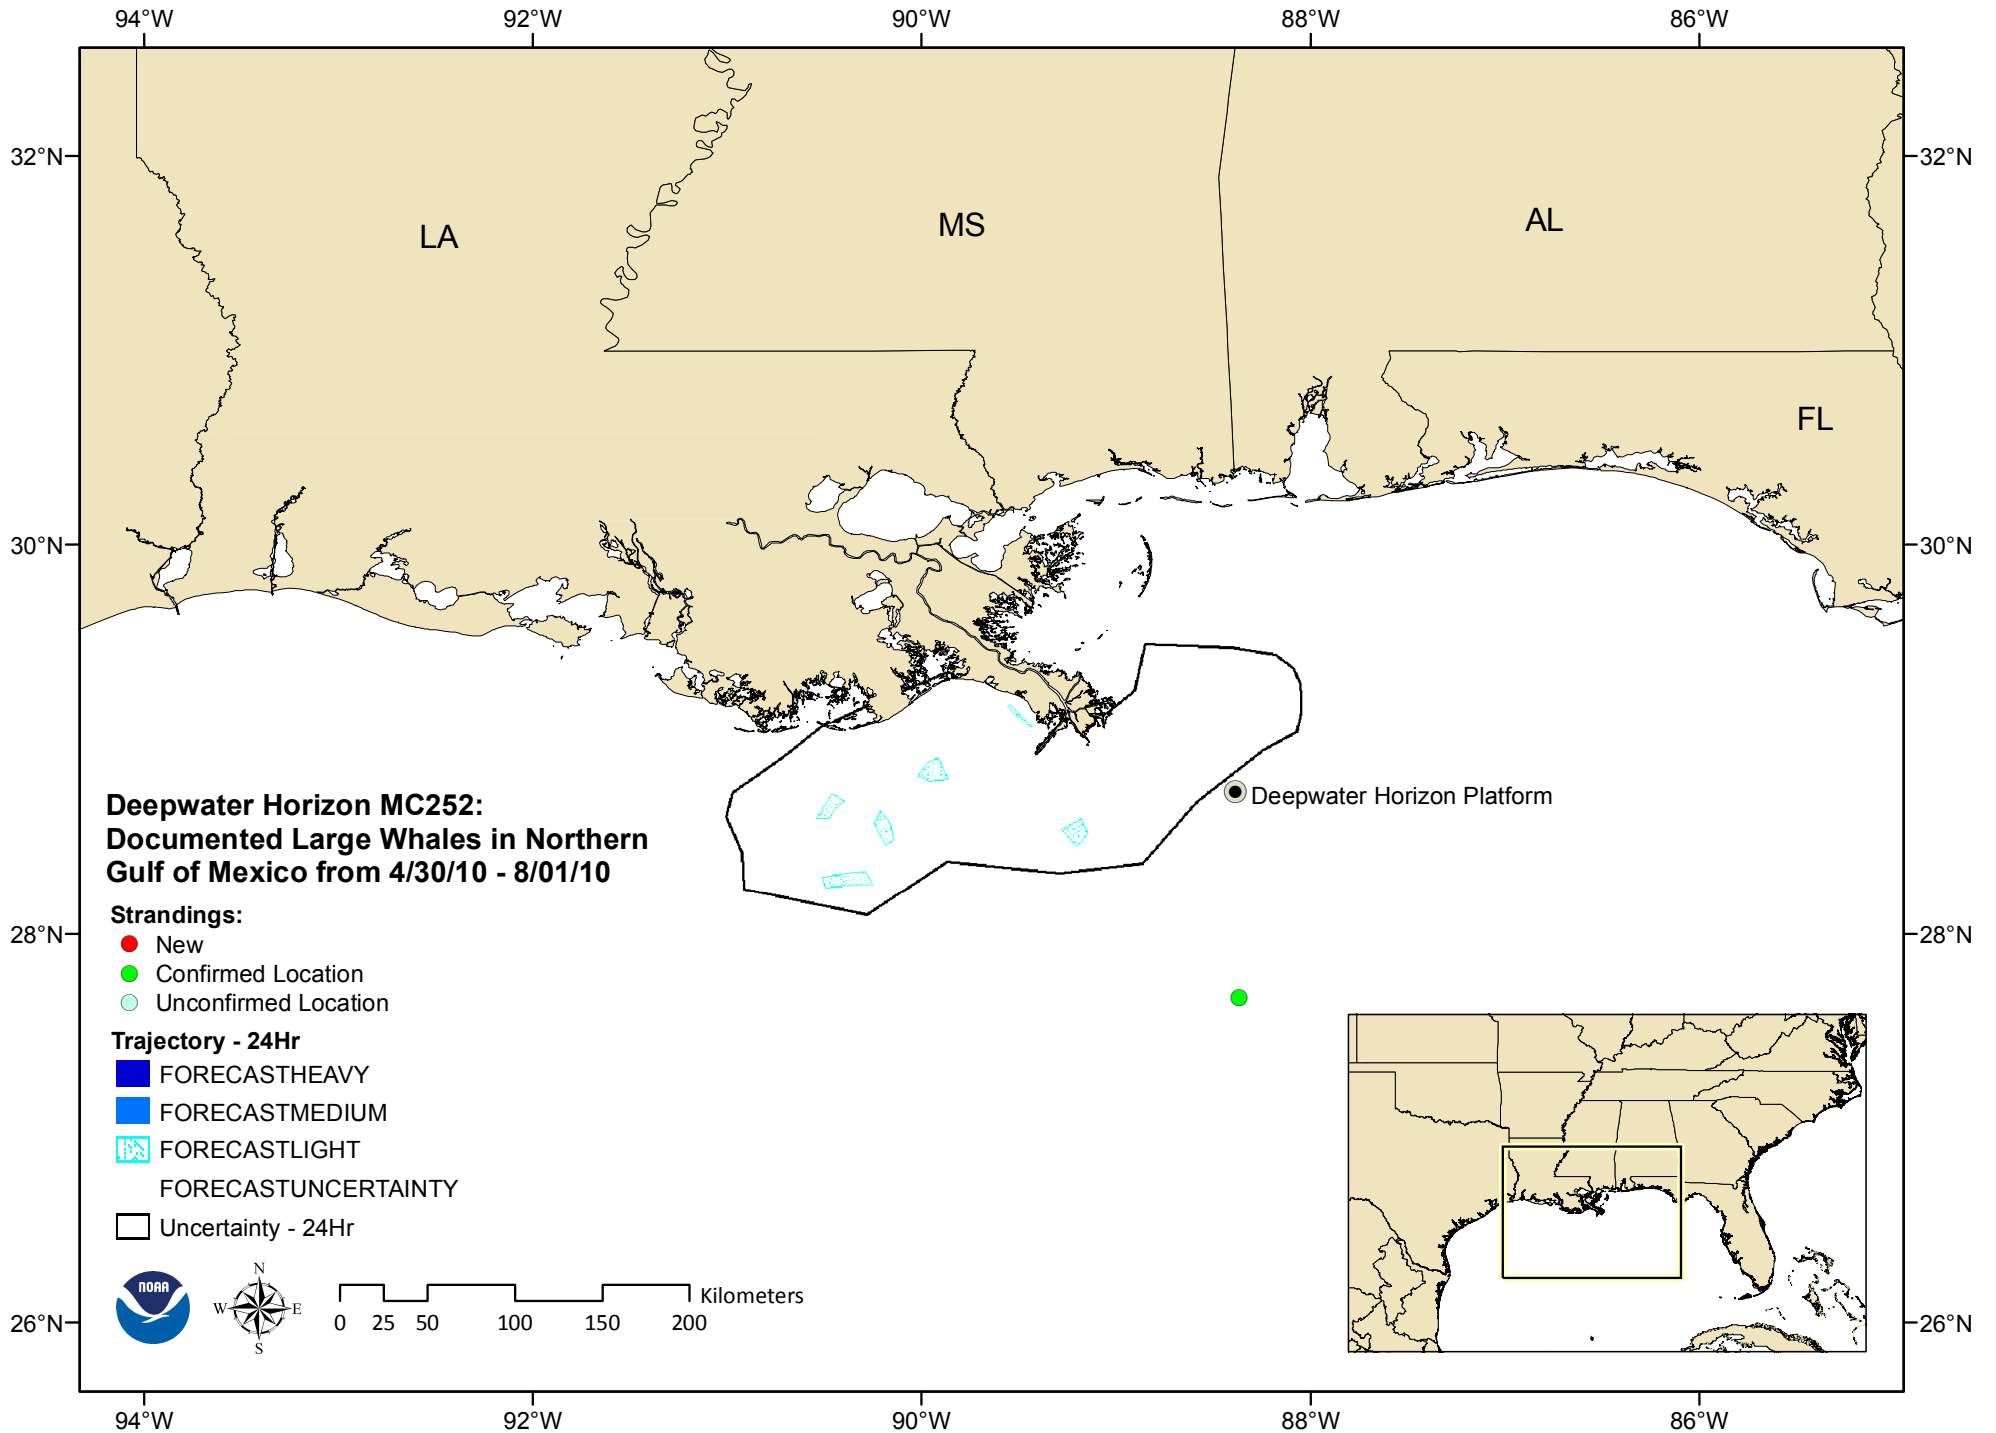 94°W 92°W 90°W 88°W 86°W
32°N 32°N
LA MS AL
FL
30°N 30°N
Deepwater Horizon Platform
Deepwater Horizon MC252:
Documented Large Whales in Northern
Gulf of Mexico from 4/30/10 - 8/01/10
Strandings:
28°N 28°N
New
Confirmed Location
Unconfirmed Location
Trajectory - 24Hr
FORECASTHEAVY
FORECASTMEDIUM
FORECASTLIGHT
FORECASTUNCERTAINTY
Uncertainty - 24Hr
NOAA
N
W E
S
Kilometers
0 25 50 100 150 200
26°N 26°N
94°W 92°W 90°W 88°W 86°W